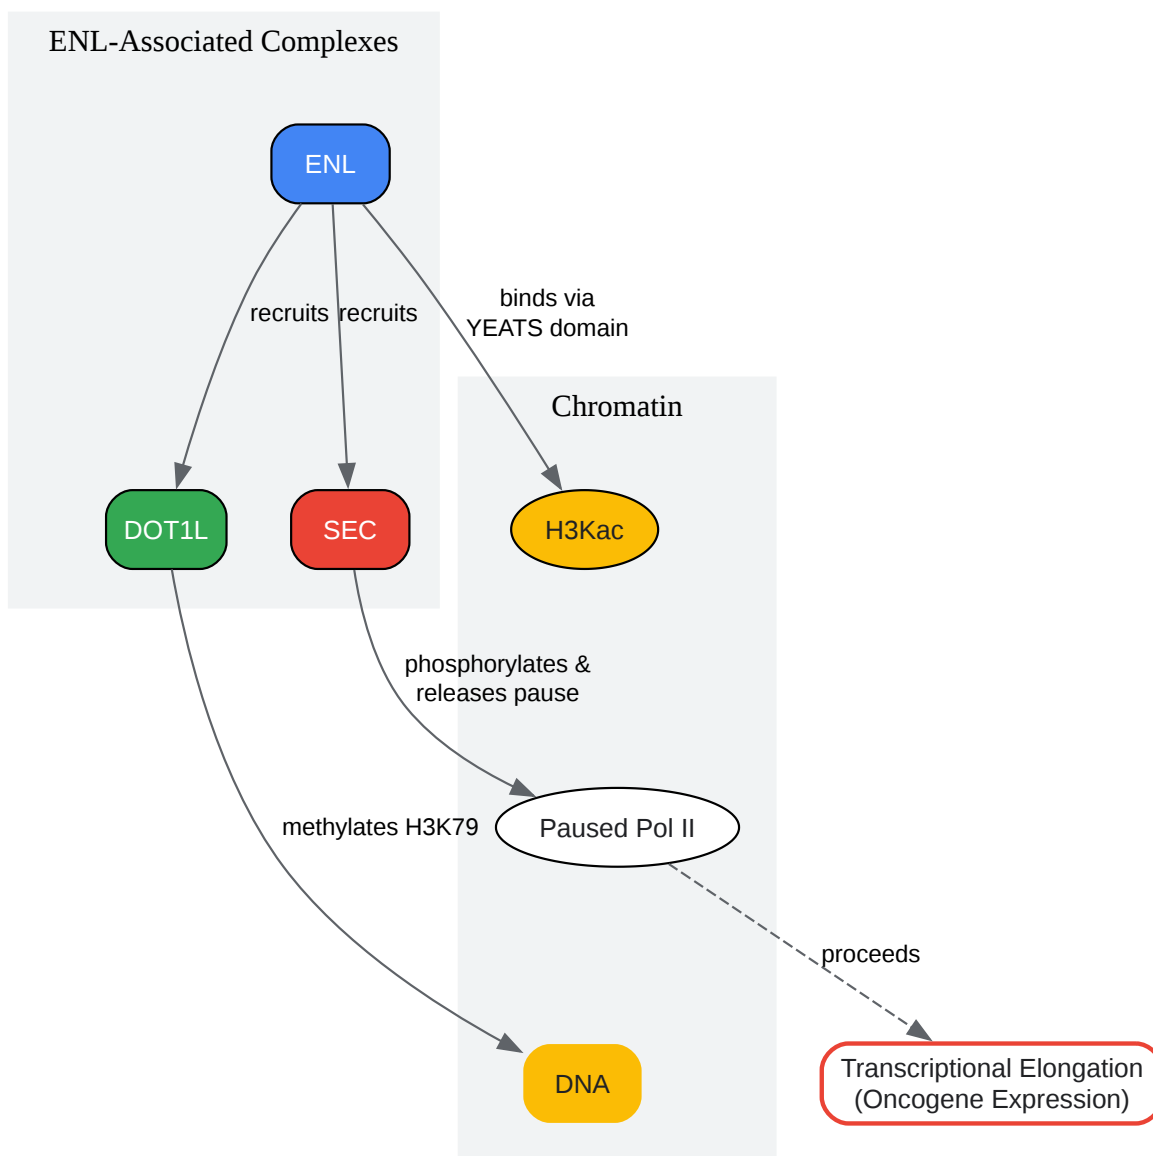 ENL-Associated Complexes
ENL
recruits
recruits
binds via
YEATS domain
Chromatin
DOT1L
SEC
H3Kac
phosphorylates &
releases pause
methylates H3K79
Paused Pol II
proceeds
DNA
Transcriptional Elongation
(Oncogene Expression)